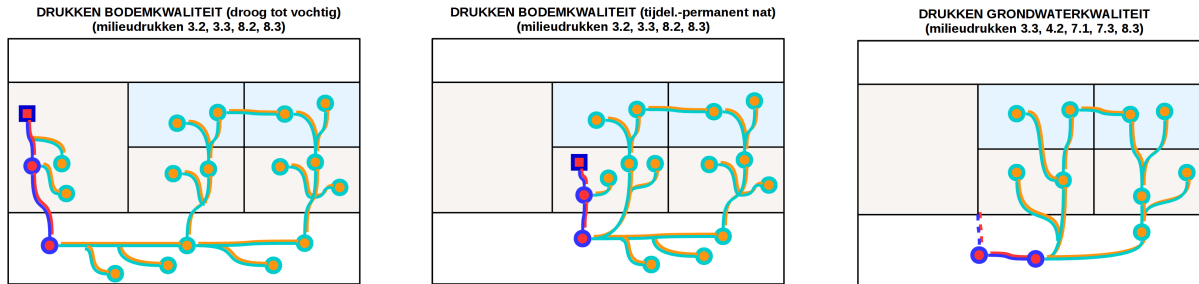 DRUKKEN BODEMKWALITEIT (droog tot vochtig)
(milieudrukken 3.2, 3.3, 8.2, 8.3)
DRUKKEN BODEMKWALITEIT (tijdel.-permanent nat)
(milieudrukken 3.2, 3.3, 8.2, 8.3)
DRUKKEN GRONDWATERKWALITEIT
(milieudrukken 3.3, 4.2, 7.1, 7.3, 8.3)